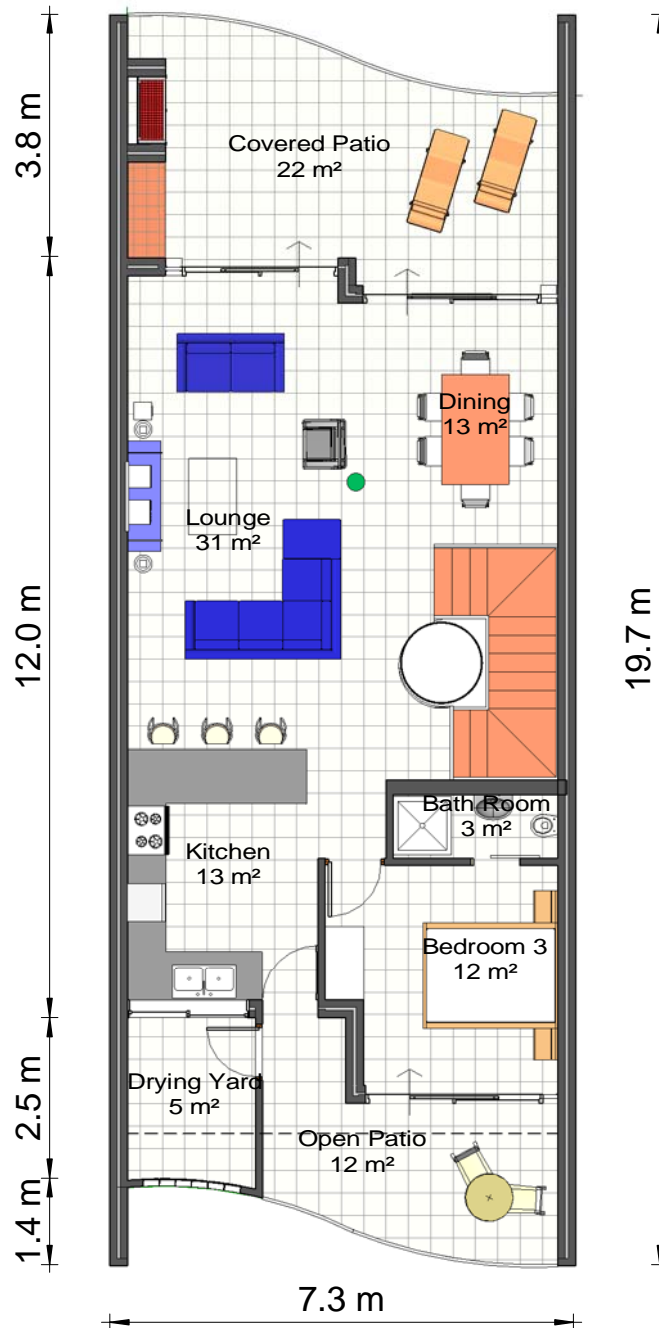 3.8 m
Covered Patio
22 m²
Dining
13 m²
Lounge
31 m²
12.0 m
19.7 m
Bath Room
3 m²
Kitchen
13 m²
Bedroom 3
12 m²
2.5 m
Drying Yard
5 m²
Open Patio
12 m²
1.4 m
7.3 m